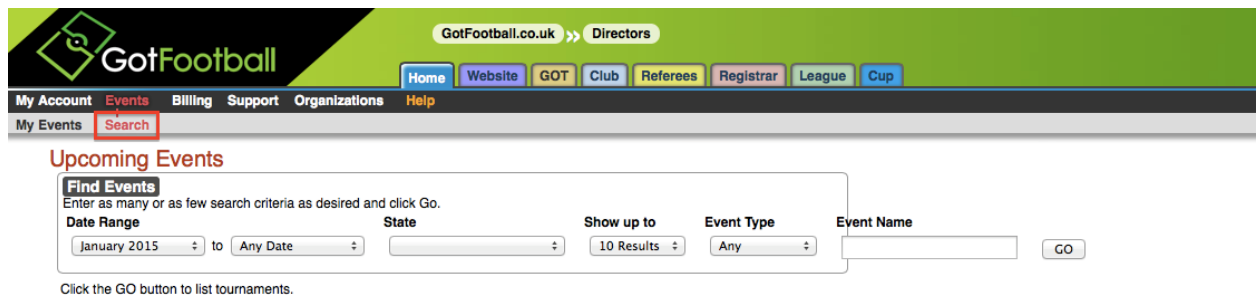 GotFootball
GotFootball.co.uk » Directors
Home Website GOT Club Referees Registrar League Cup
My Account Events Billing Support Organizations Help
My Events Search
Upcoming Events
Find Events
Enter as many or as few search criteria as desired and click Go.
Date Range State Show up to Event Type Event Name
January 2015 to Any Date 10 Results Any GO
Click the GO button to list tournaments.